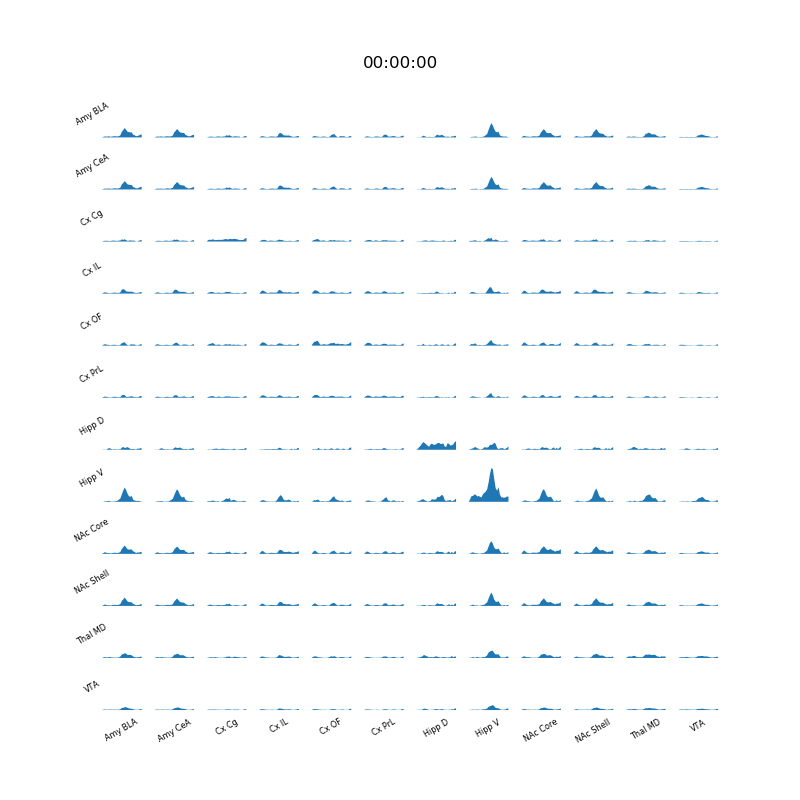 00:00:00
Amy BLA
Amy CeA
Cx Cg
Cx IL
Cx OF
Cx PrL
Hipp D
Hipp V
NAc Core
NAc Shell
Thal MD
VTA
Amy BLA Amy CeA Cx Cg Cx IL Cx OF Cx PrL Hipp D Hipp V NAc Core NAc Shell Thal MD VTA